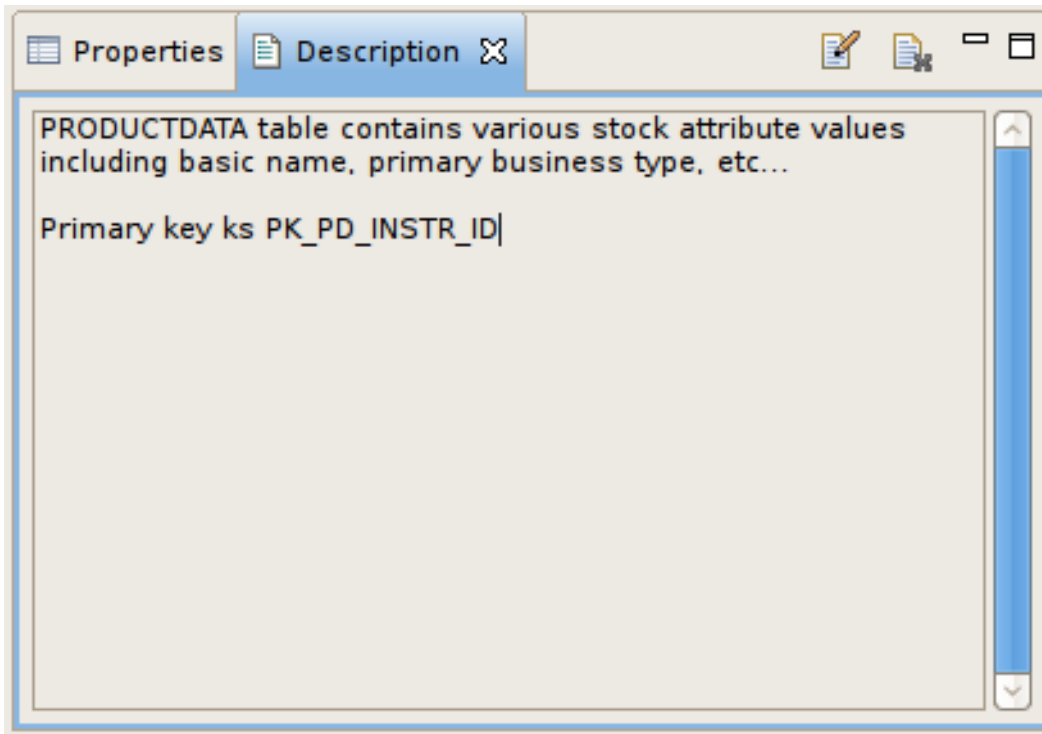 Properties Description
PRODUCTDATA table contains various stock attribute values
including basic name, primary business type, etc...
Primary key ks PK_PD_INSTR_ID